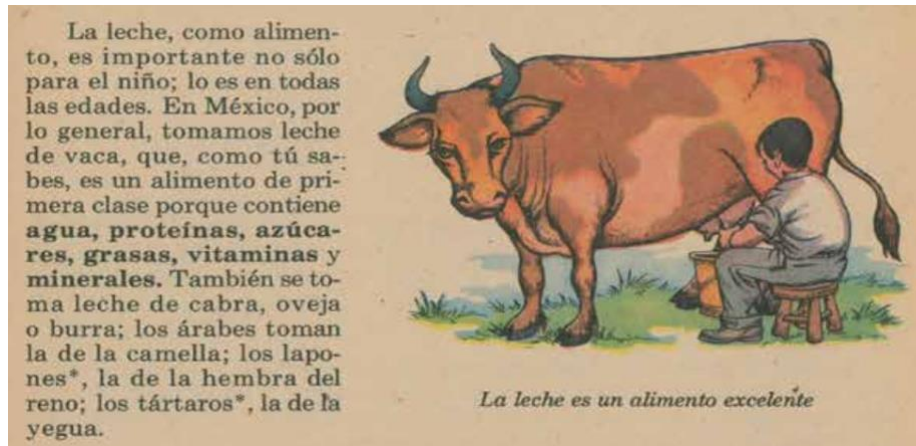 La leche, como alimen-
to, es importante no sólo
para el niño; lo es en todas
las edades. En México, por
lo general, tomamos leche
de vaca, que, como tú sa-
bes, es un alimento de pri-
mera clase porque contiene
agua, proteínas, azúca-
res, grasas, vitaminas y
minerales. También se to-
ma leche de cabra, oveja
o burra; los árabes toman
la de la camella; los lapo-
nes*, la de la hembra del
reno; los tártaros*, la de la
yegua.
La leche es un alimento excelente